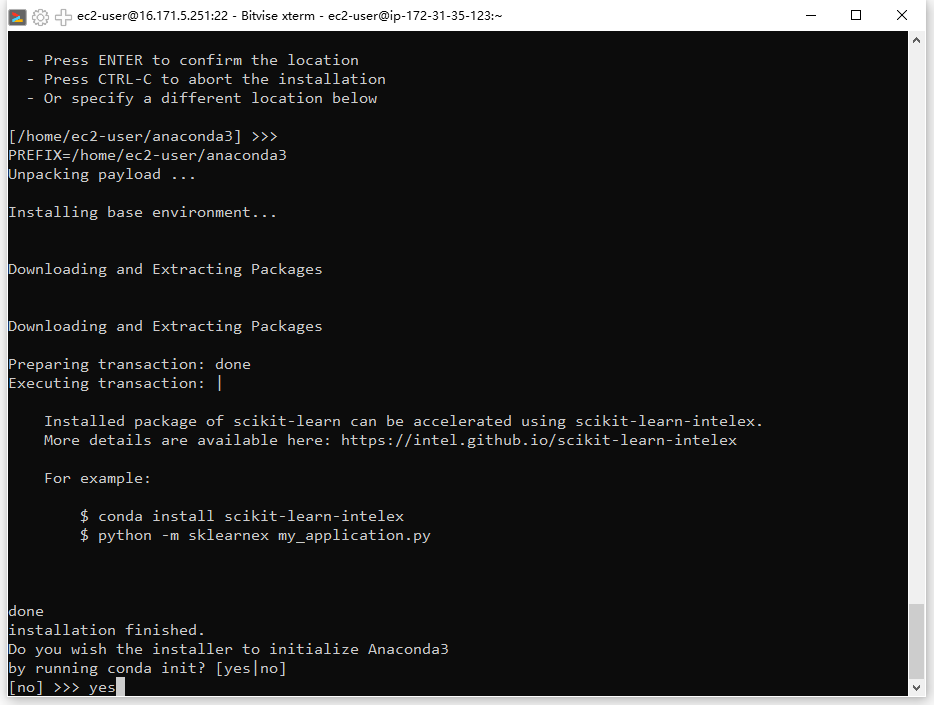 ec2-user@16.171.5.251:22 - Bitvise xterm - ec2-user@ip-172-31-35-123:~
- Press ENTER to confirm the location
- Press CTRL-C to abort the installation
- Or specify a different location below
[/home/ec2-user/anaconda3] >>>
PREFIX=/home/ec2-user/anaconda3
Unpacking payload ...
Installing base environment...
Downloading and Extracting Packages
Downloading and Extracting Packages
Preparing transaction: done
Executing transaction: |
Installed package of scikit-learn can be accelerated using scikit-learn-intelex.
More details are available here: https://intel.github.io/scikit-learn-intelex
For example:
$ conda install scikit-learn-intelex
$ python -m sklearnex my_application.py
done
installation finished.
Do you wish the installer to initialize Anaconda3
by running conda init? [yes|no]
[no] >>> yes